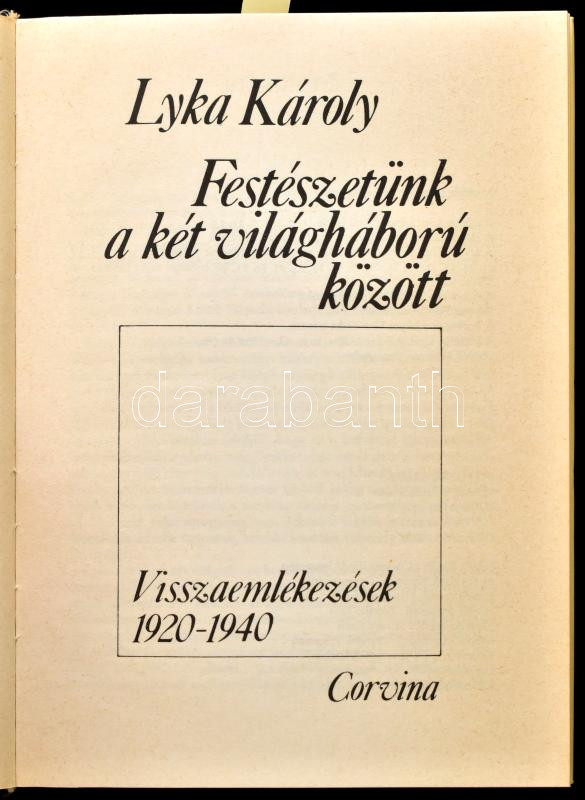 Lyka Károly
Festészetünk
a két világháború
között
darabanth
Visszaemlékezések
1920-1940
Corvina